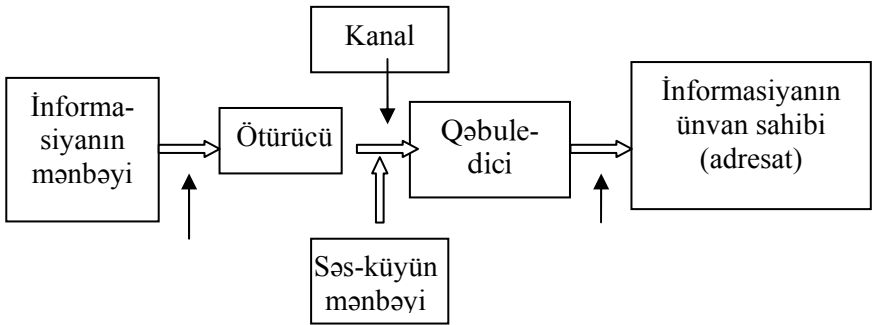 Kanal
İnforma-
siyanın
mənbəyi
Ötürücü
Qəbule-
dici
İnformasiyanın
ünvan sahibi
(adresat)
Səs-küyün
mənbəyi